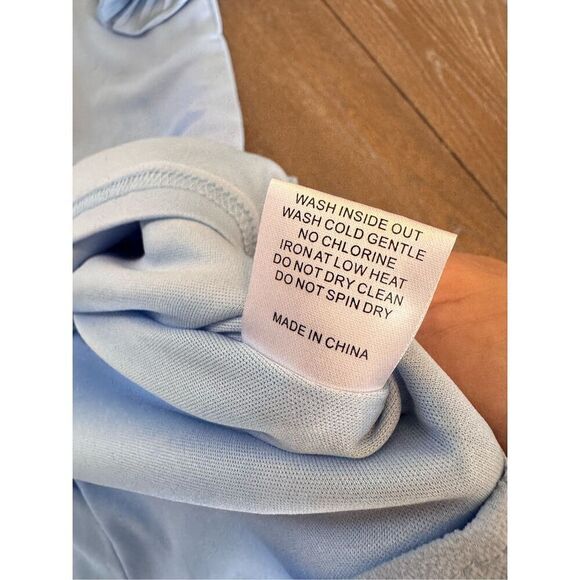 WASH INSIDE OUT
WASH COLD GENTLE
NO CHLORINE
IRON AT LOW HEAT
DO NOT DRY CLEAN
DO NOT SPIN DRY
MADE IN CHINA